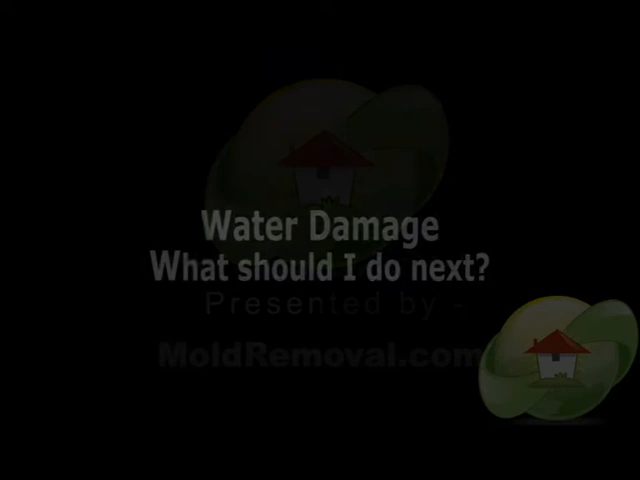 Water Damage
What should I do next?
Presented by -
MoldRemoval.com